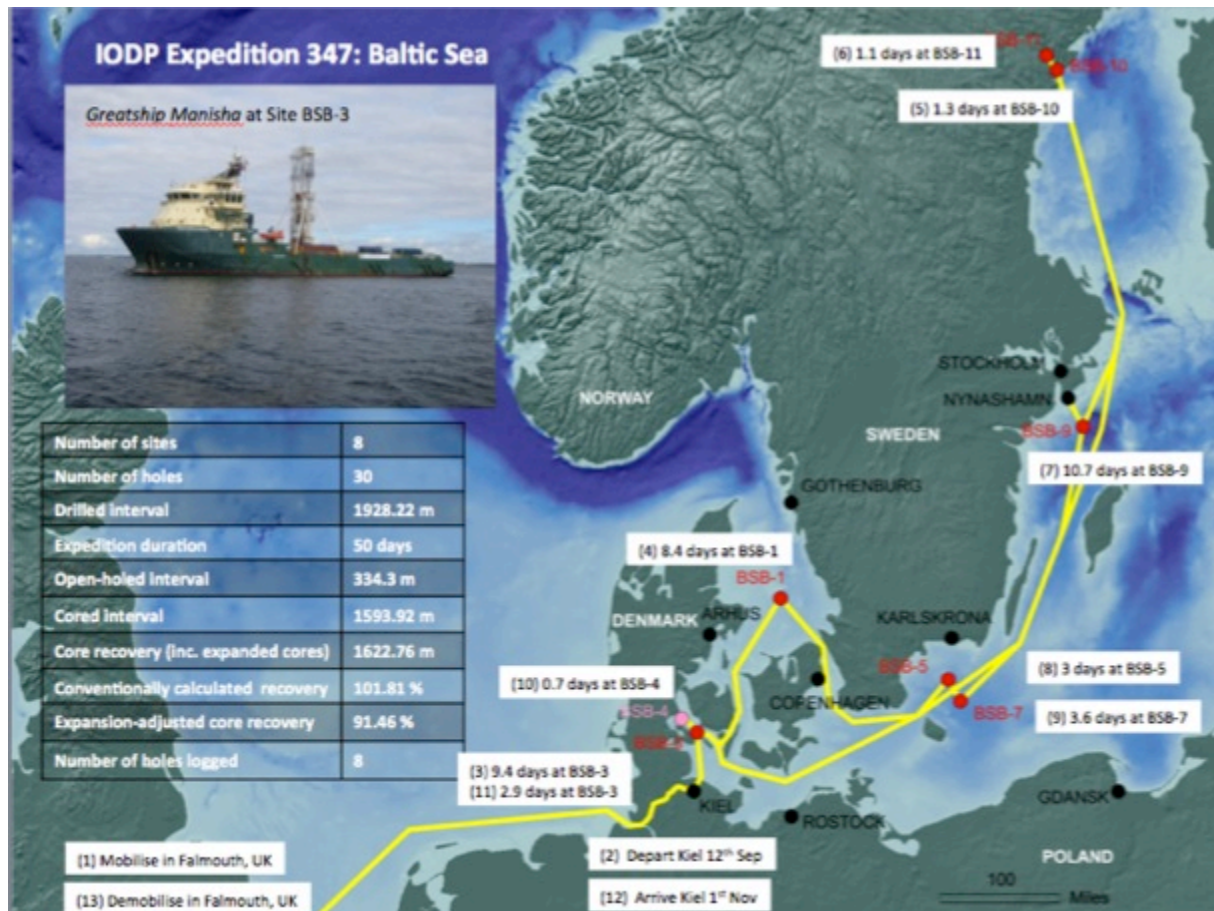 IODP Expedition 347: Baltic Sea
Greatship Manisha at Site BSB-3
(6) 1.1 days at BSB-11
BSB-10
(5) 1.3 days at BSB-10
STOCKHOLM
NYNASHAMN
NORWAY
SWEDEN
BSB-9
(7) 10.7 days at BSB-9
GOTHENBURG
Number of sites 8
Number of holes 30
Drilled interval 1928.22 m
Expedition duration 50 days
Open-holed interval 334.3 m
Cored interval 1593.92 m
Core recovery (inc. expanded cores) 1622.76 m
Conventionally calculated recovery 101.81 %
Expansion-adjusted core recovery 91.46 %
Number of holes logged 8
(4) 8.4 days at BSB-1
BSB-1
DENMARK
ARHUS
KARLSKRONA
BSB-5
(8) 3 days at BSB-5
(10) 0.7 days at BSB-4
COPENHAGEN
BSB-4
BSB-7
(9) 3.6 days at BSB-7
(3) 9.4 days at BSB-3
(11) 2.9 days at BSB-3
KIEL
ROSTOCK
GDANSK
(1) Mobilise in Falmouth, UK
(2) Depart Kiel 12th Sep
POLAND
(13) Demobilise in Falmouth, UK
(12) Arrive Kiel 1st Nov
100
Miles